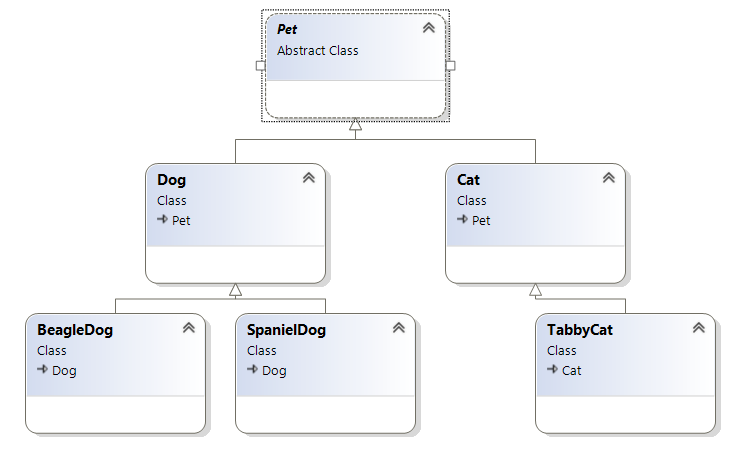 Pet
Abstract Class
Dog
Class
Pet
Cat
Class
Pet
BeagleDog
Class
Dog
SpanielDog
Class
Dog
TabbyCat
Class
Cat